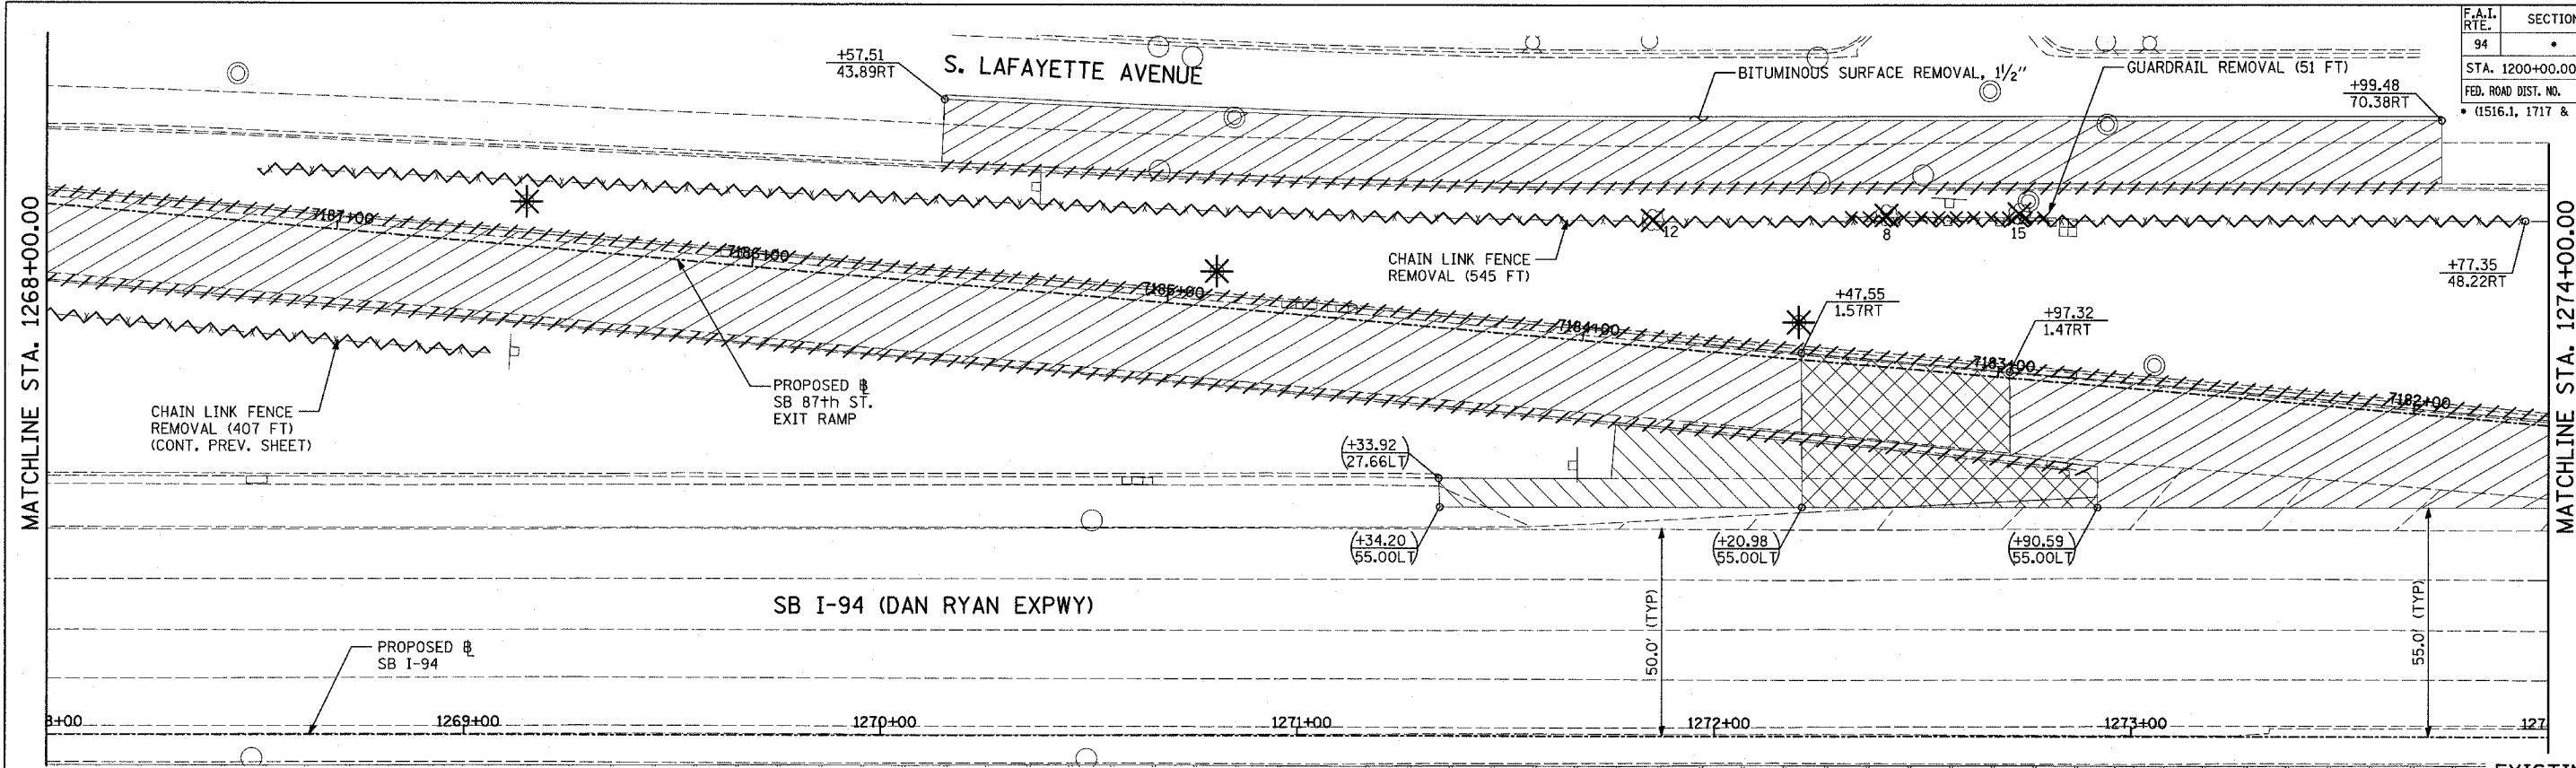 F.A.I.
RTE.
SECTION
94
*
STA. 1200+00.00
FED. ROAD DIST. NO.
* (1516.1, 1717 &
+57.51
43.89RT
S. LAFAYETTE AVENUE
BITUMINOUS SURFACE REMOVAL, 1 1/2"
GUARDRAIL REMOVAL (51 FT)
+99.48
70.38RT
MATCHLINE STA. 1268+00.00
MATCHLINE STA. 1274+00.00
7187+00
7186+00
7185+00
7184+00
7183+00
7182+00
12
8
15
CHAIN LINK FENCE
REMOVAL (545 FT)
+77.35
48.22RT
+47.55
1.57RT
+97.32
1.47RT
CHAIN LINK FENCE
REMOVAL (407 FT)
(CONT. PREV. SHEET)
PROPOSED ℄
SB 87th ST.
EXIT RAMP
(+33.92)
(27.66LT)
(+34.20)
(55.00LT)
(+20.98)
(55.00LT)
(+90.59)
(55.00LT)
50.0' (TYP)
55.0' (TYP)
SB I-94 (DAN RYAN EXPWY)
PROPOSED ℄
SB I-94
8+00
1269+00
1270+00
1271+00
1272+00
1273+00
127